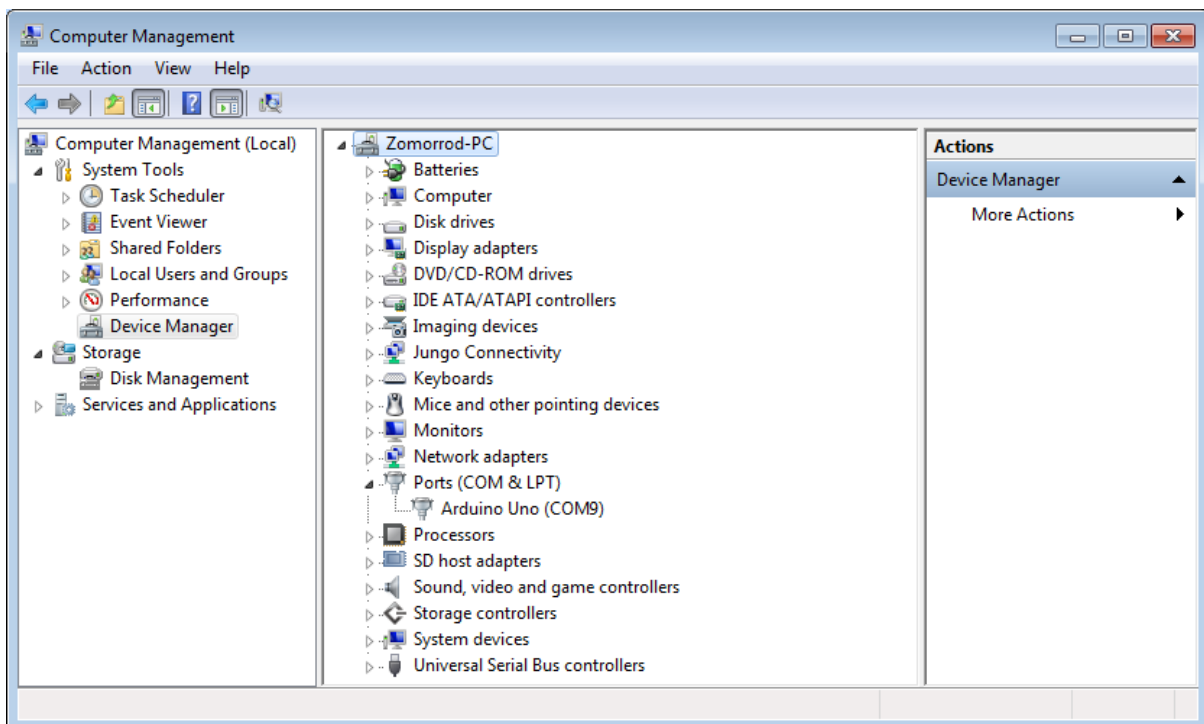 Computer Management
File Action View Help
Computer Management (Local)
System Tools
Task Scheduler
Event Viewer
Shared Folders
Local Users and Groups
Performance
Device Manager
Storage
Disk Management
Services and Applications
Zomorrod-PC
Batteries
Computer
Disk drives
Display adapters
DVD/CD-ROM drives
IDE ATA/ATAPI controllers
Imaging devices
Jungo Connectivity
Keyboards
Mice and other pointing devices
Monitors
Network adapters
Ports (COM & LPT)
Arduino Uno (COM9)
Processors
SD host adapters
Sound, video and game controllers
Storage controllers
System devices
Universal Serial Bus controllers
Actions
Device Manager
More Actions